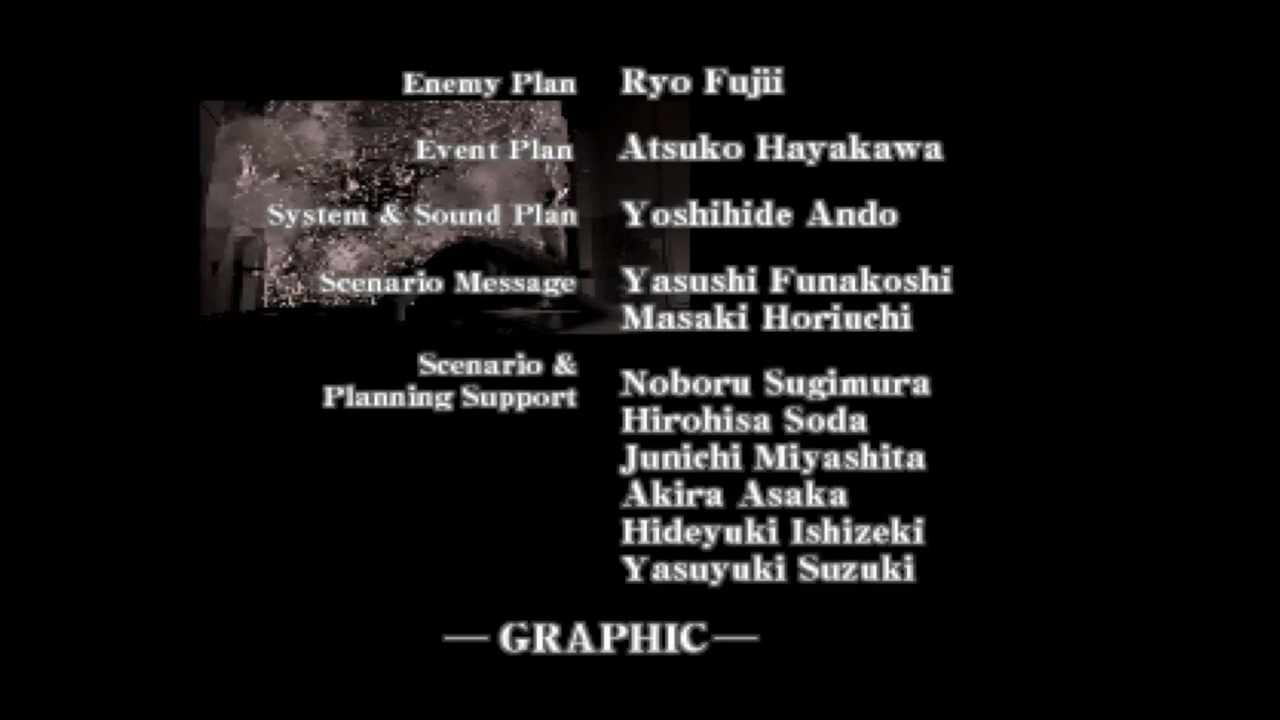 Enemy Plan Ryo Fujii
Event Plan Atsuko Hayakawa
System & Sound Plan Yoshihide Ando
Scenario Message Yasushi Funakoshi
Masaki Horiuchi
Scenario &
Planning Support
Noboru Sugimura
Hirohisa Soda
Junichi Miyashita
Akira Asaka
Hideyuki Ishizeki
Yasuyuki Suzuki
— GRAPHIC —